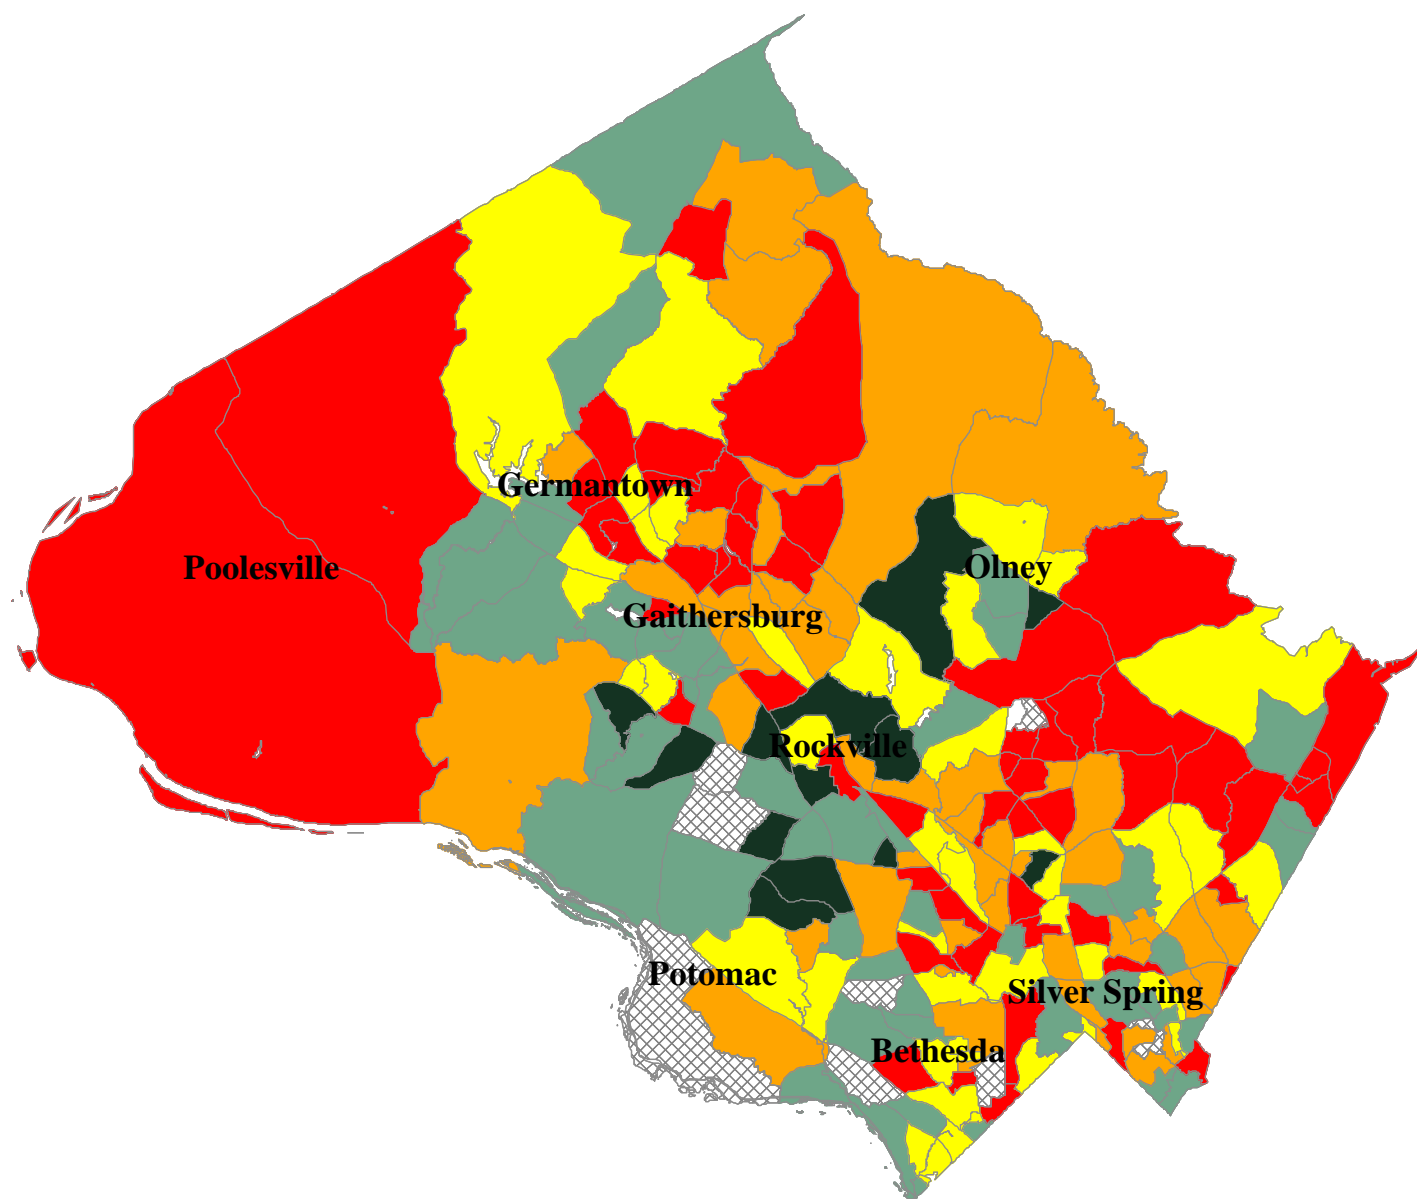 Germantown
Poolesville
Olney
Gaithersburg
Rockville
Potomac
Silver Spring
Bethesda